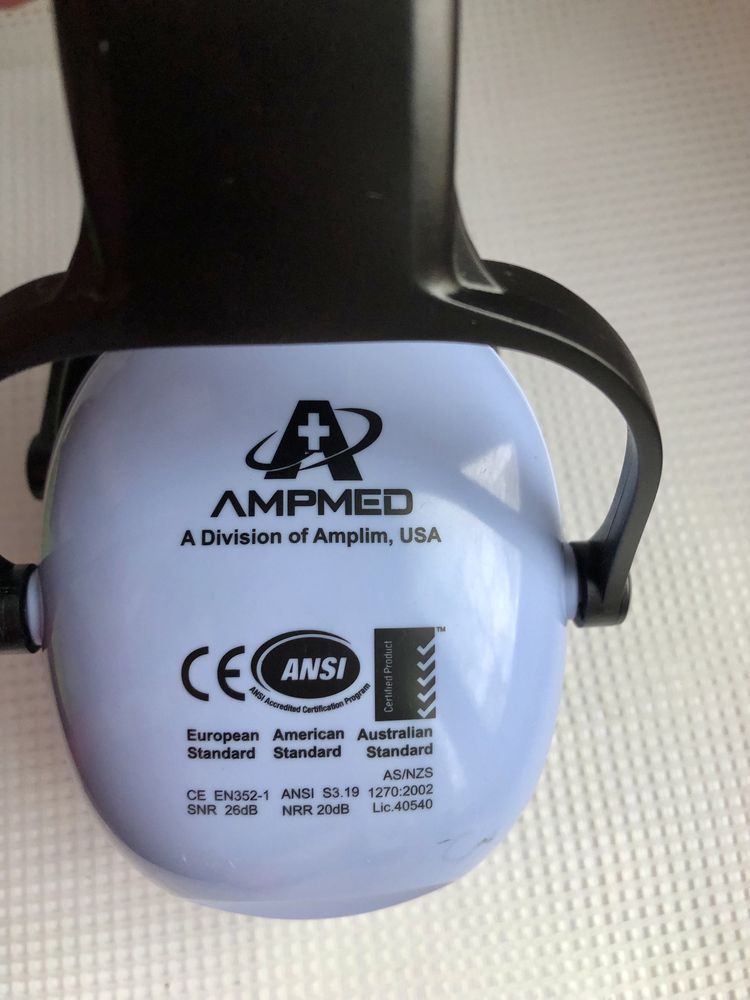 AMPMED
A Division of Amplim, USA
CE
ANSI
ANSI Accredited Certification Program
Certified Product
TM
European Standard
American Standard
Australian Standard
CE EN352-1
SNR 26dB
ANSI S3.19
NRR 20dB
AS/NZS
1270:2002
Lic.40540